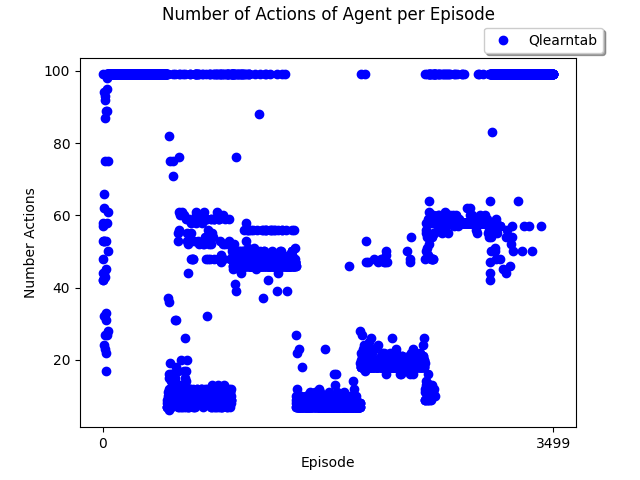 Number of Actions of Agent per Episode
Qlearntab
100
80
60
40
20
Number Actions
0
3499
Episode